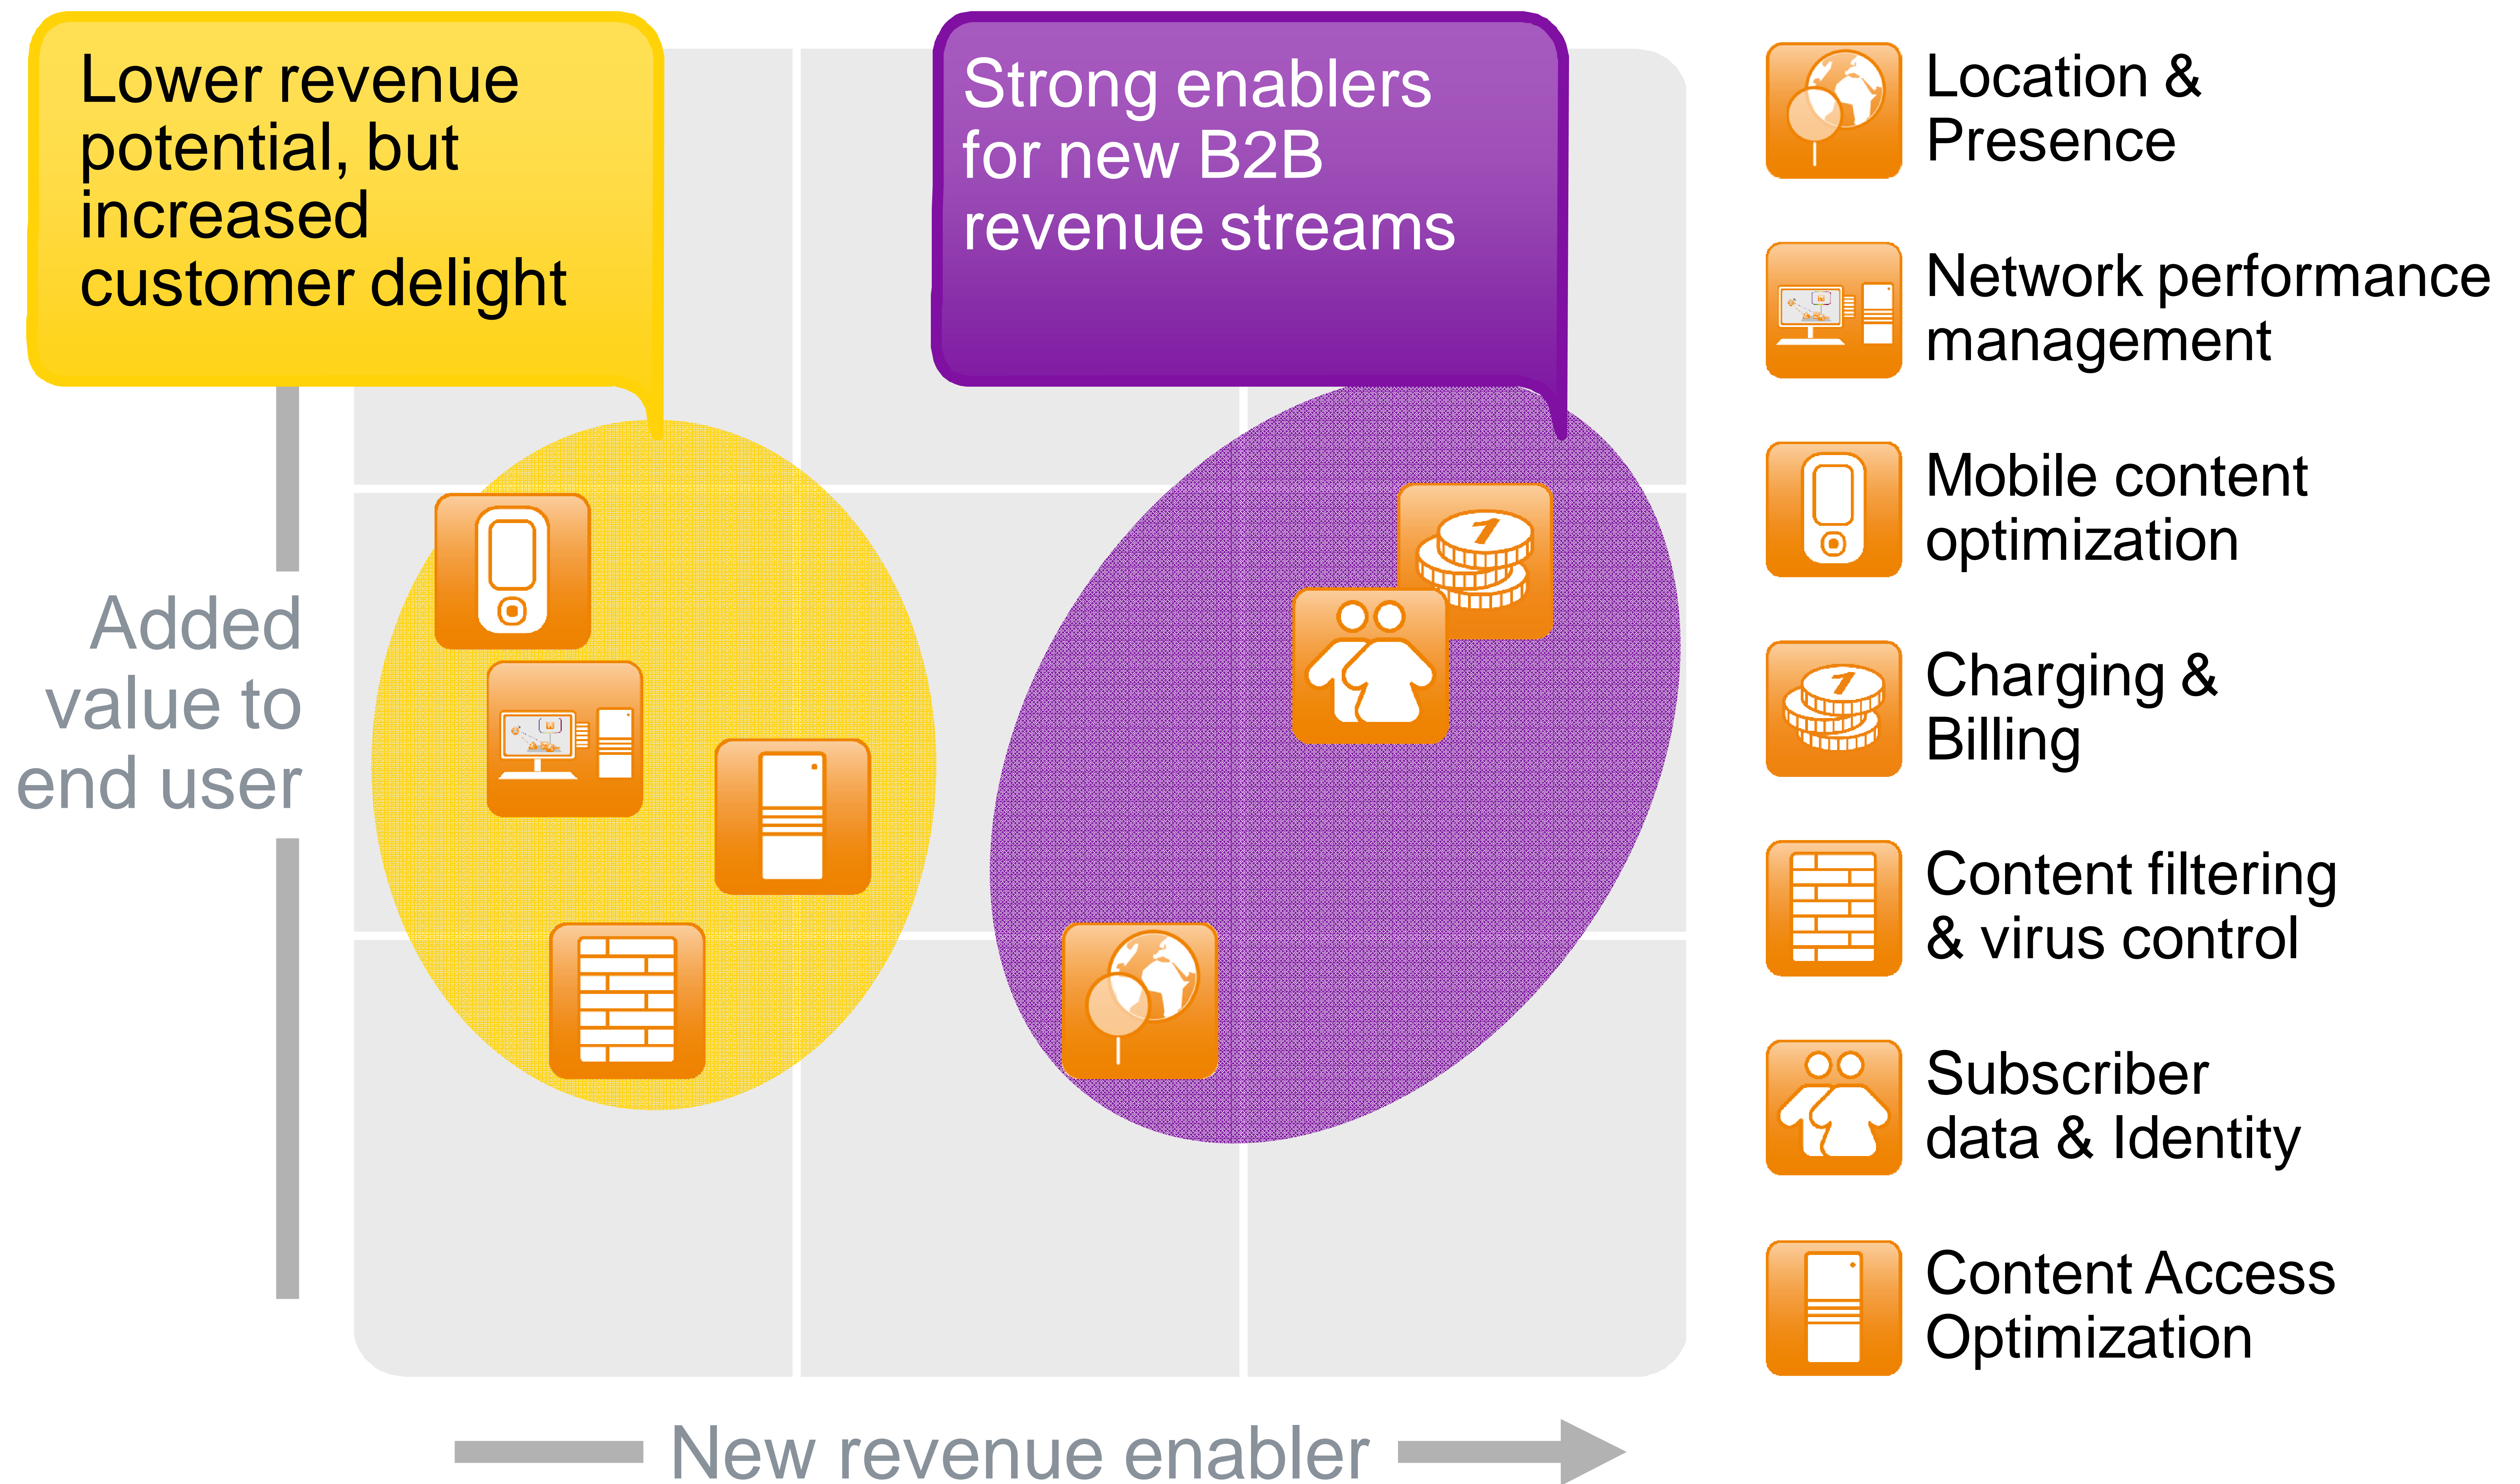 Lower revenue
potential, but
increased
customer delight
Strong enablers
for new B2B
revenue streams
Added
value to
end user
New revenue enabler
Location &
Presence
Network performance
management
Mobile content
optimization
Charging &
Billing
Content filtering
& virus control
Subscriber
data & Identity
Content Access
Optimization
1
1